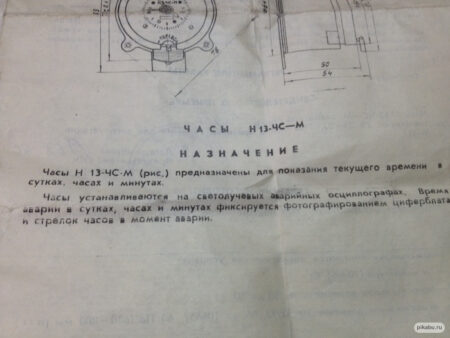 50
54
ЧАСЫ Н13-ЧС—М
НАЗНАЧЕНИЕ
Часы Н 13-ЧС-М (рис.) предназначены для показания текущего времени в
сутках, часах и минутах.
Часы устанавливаются на светолучевых аварийных осциллографах. Время
аварии в сутках, часах и минутах фиксируется фотографированием циферблата
и стрелок часов в момент аварии.
pikabu.ru